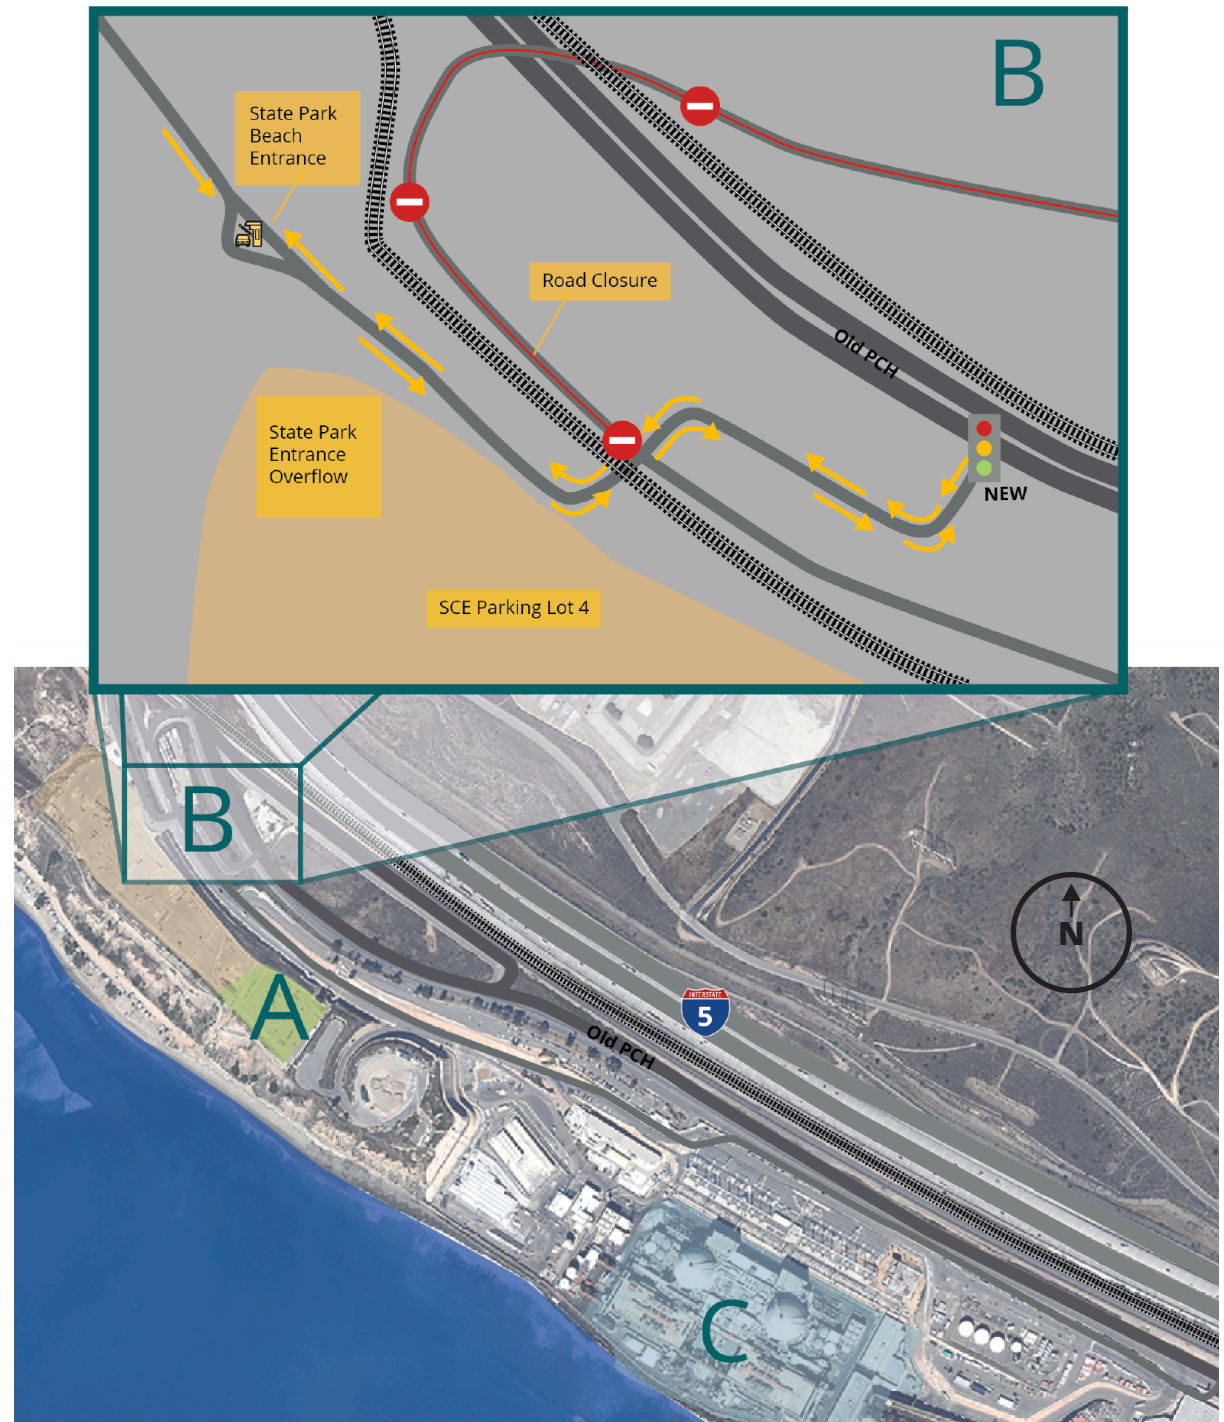 B
State Park
Beach
Entrance
Road Closure
Old PCH
State Park
Entrance
Overflow
NEW
SCE Parking Lot 4
B
N
A
INTERSTATE
5
Old PCH
C